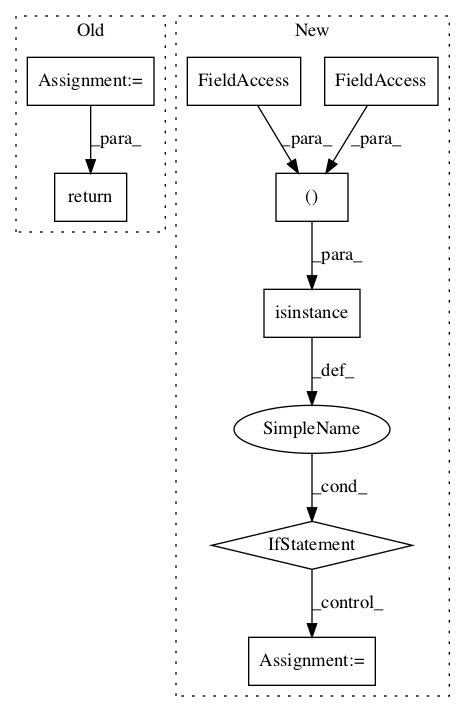 Old
New
Assignment:=
FieldAccess
FieldAccess
_para_
_para_
_para_
return
()
_para_
isinstance
_def_
SimpleName
_cond_
IfStatement
_control_
Assignment:=